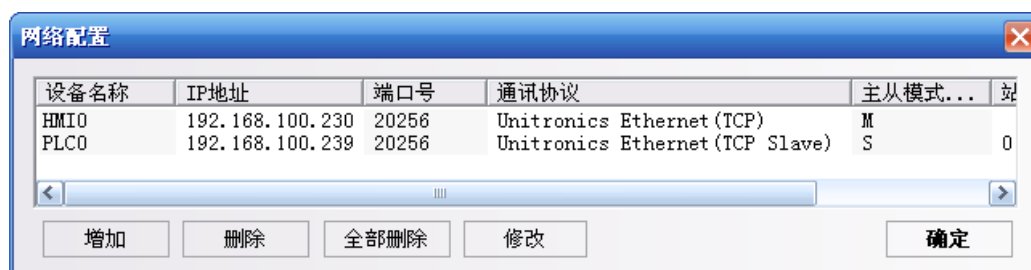 网络配置
设备名称 IP地址 端口号 通讯协议 主从模式... 站
HMI0 192.168.100.230 20256 Unitronics Ethernet(TCP) M
PLC0 192.168.100.239 20256 Unitronics Ethernet(TCP Slave) S 0
增加 删除 全部删除 修改 确定